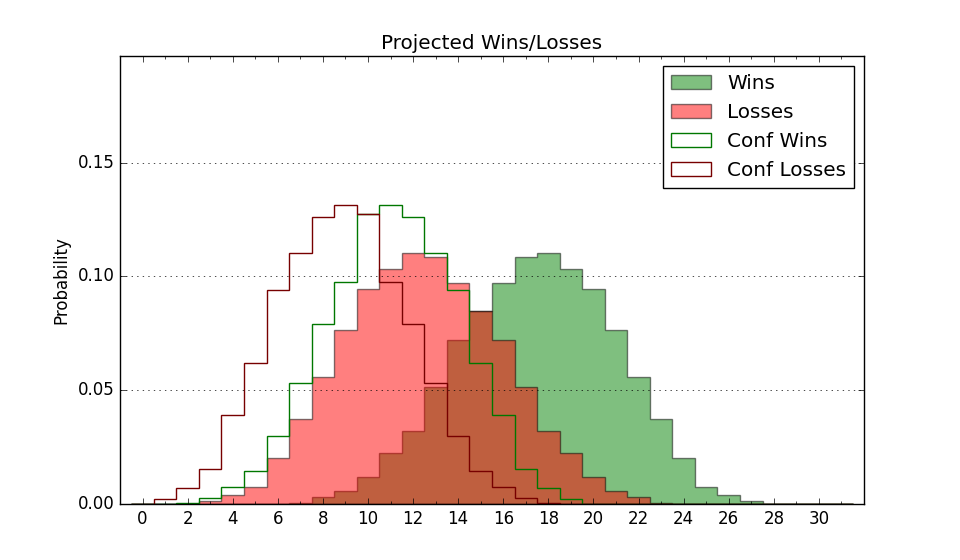 Projected Wins/Losses
Wins
Losses
Conf Wins
Conf Losses
Probability
0.15
0.10
0.05
0.00
0 2 4 6 8 10 12 14 16 18 20 22 24 26 28 30